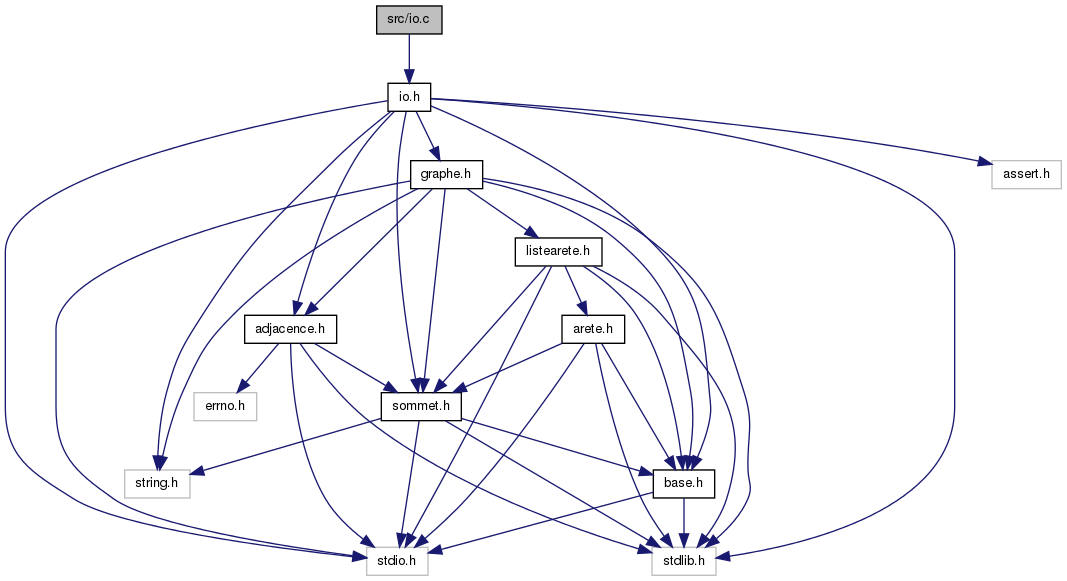 src/io.c
io.h
graphe.h
assert.h
listearete.h
adjacence.h
arete.h
errno.h
sommet.h
string.h
base.h
stdio.h
stdlib.h